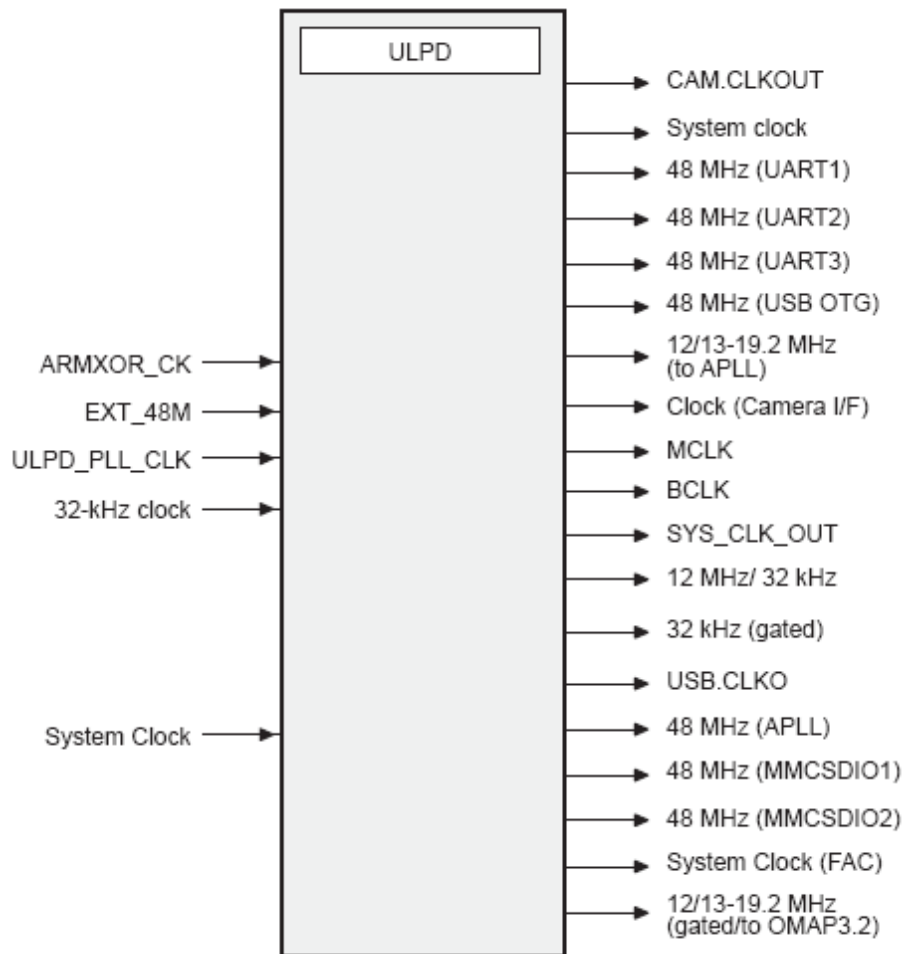 ULPD
ARMXOR_CK
EXT_48M
ULPD_PLL_CLK
32-kHz clock
System Clock
CAM.CLKOUT
System clock
48 MHz (UART1)
48 MHz (UART2)
48 MHz (UART3)
48 MHz (USB OTG)
12/13-19.2 MHz
(to APLL)
Clock (Camera I/F)
MCLK
BCLK
SYS_CLK_OUT
12 MHz/ 32 kHz
32 kHz (gated)
USB.CLKO
48 MHz (APLL)
48 MHz (MMCSDIO1)
48 MHz (MMCSDIO2)
System Clock (FAC)
12/13-19.2 MHz
(gated/to OMAP3.2)